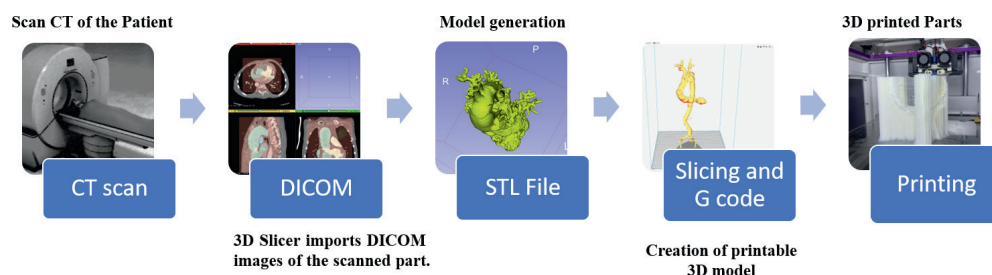 Scan CT of the Patient
Model generation
3D printed Parts
P
R
L
CT scan
DICOM
STL File
Slicing and
G code
Printing
3D Slicer imports DICOM
images of the scanned part.
Creation of printable
3D model